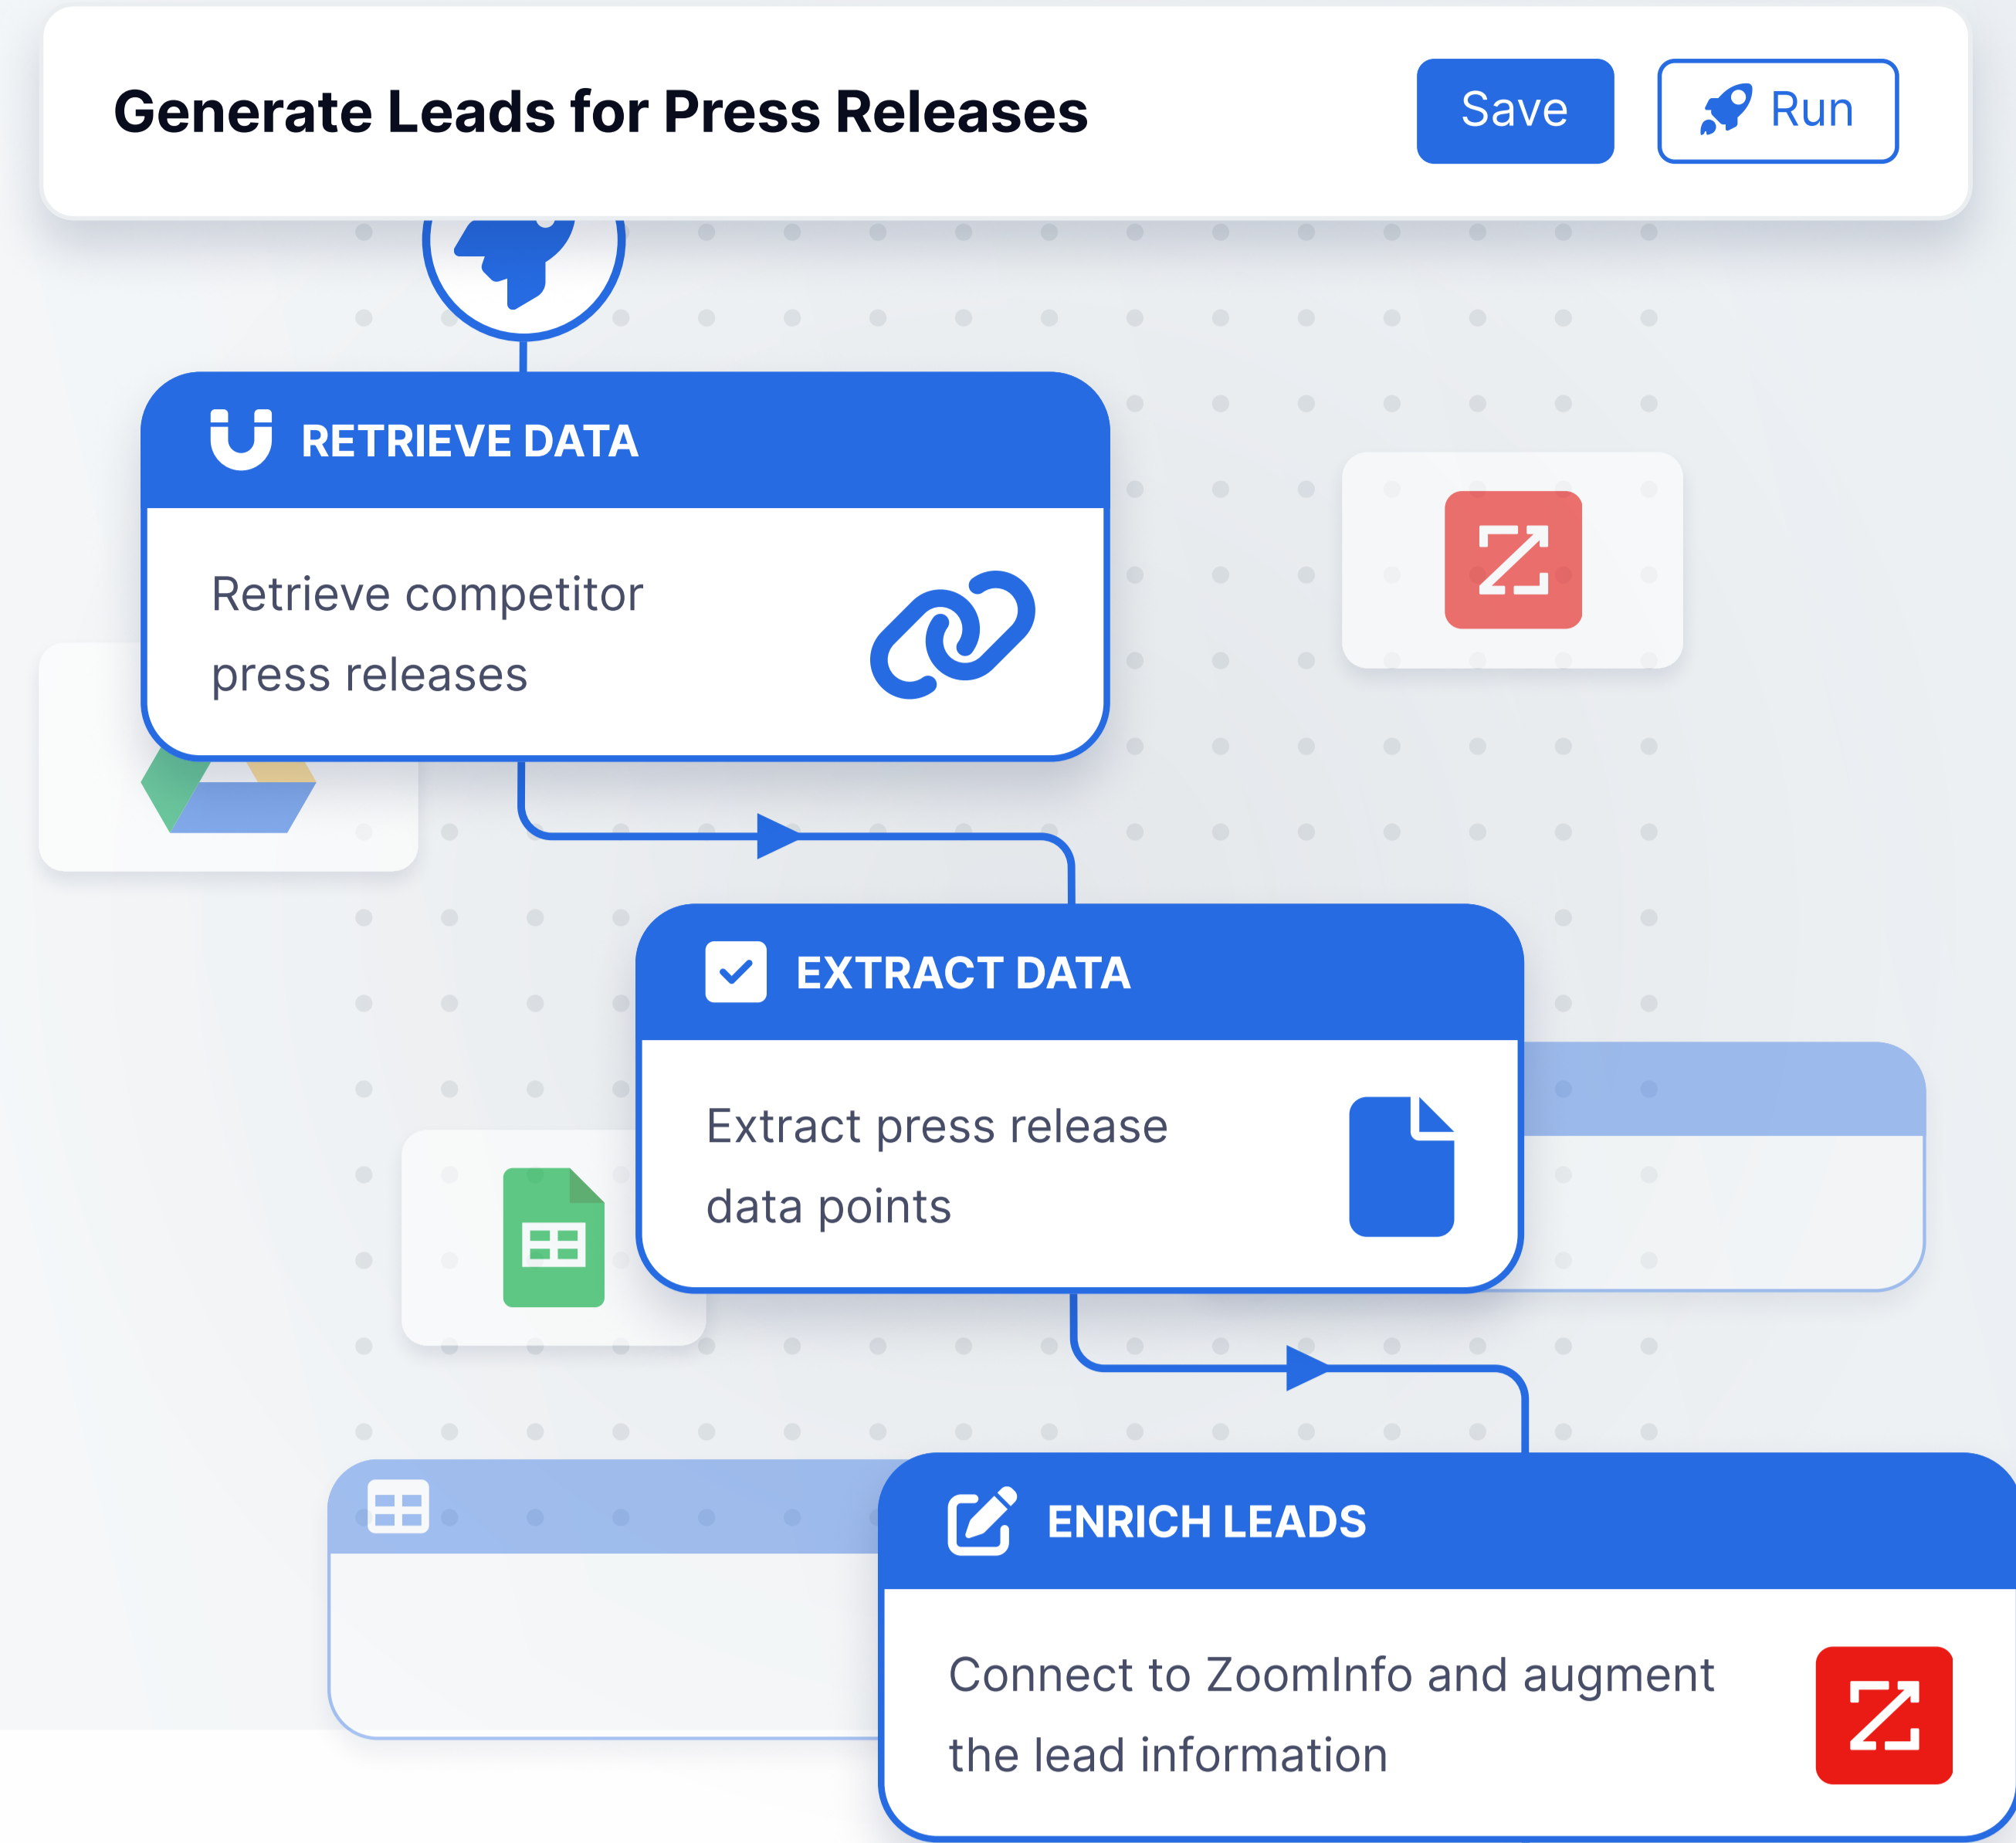 Generate Leads for Press Releases
Save
Run
RETRIEVE DATA
Retrieve competitor
press releases
EXTRACT DATA
Extract press release
data points
ENRICH LEADS
Connect to ZoomInfo and augment
the lead information